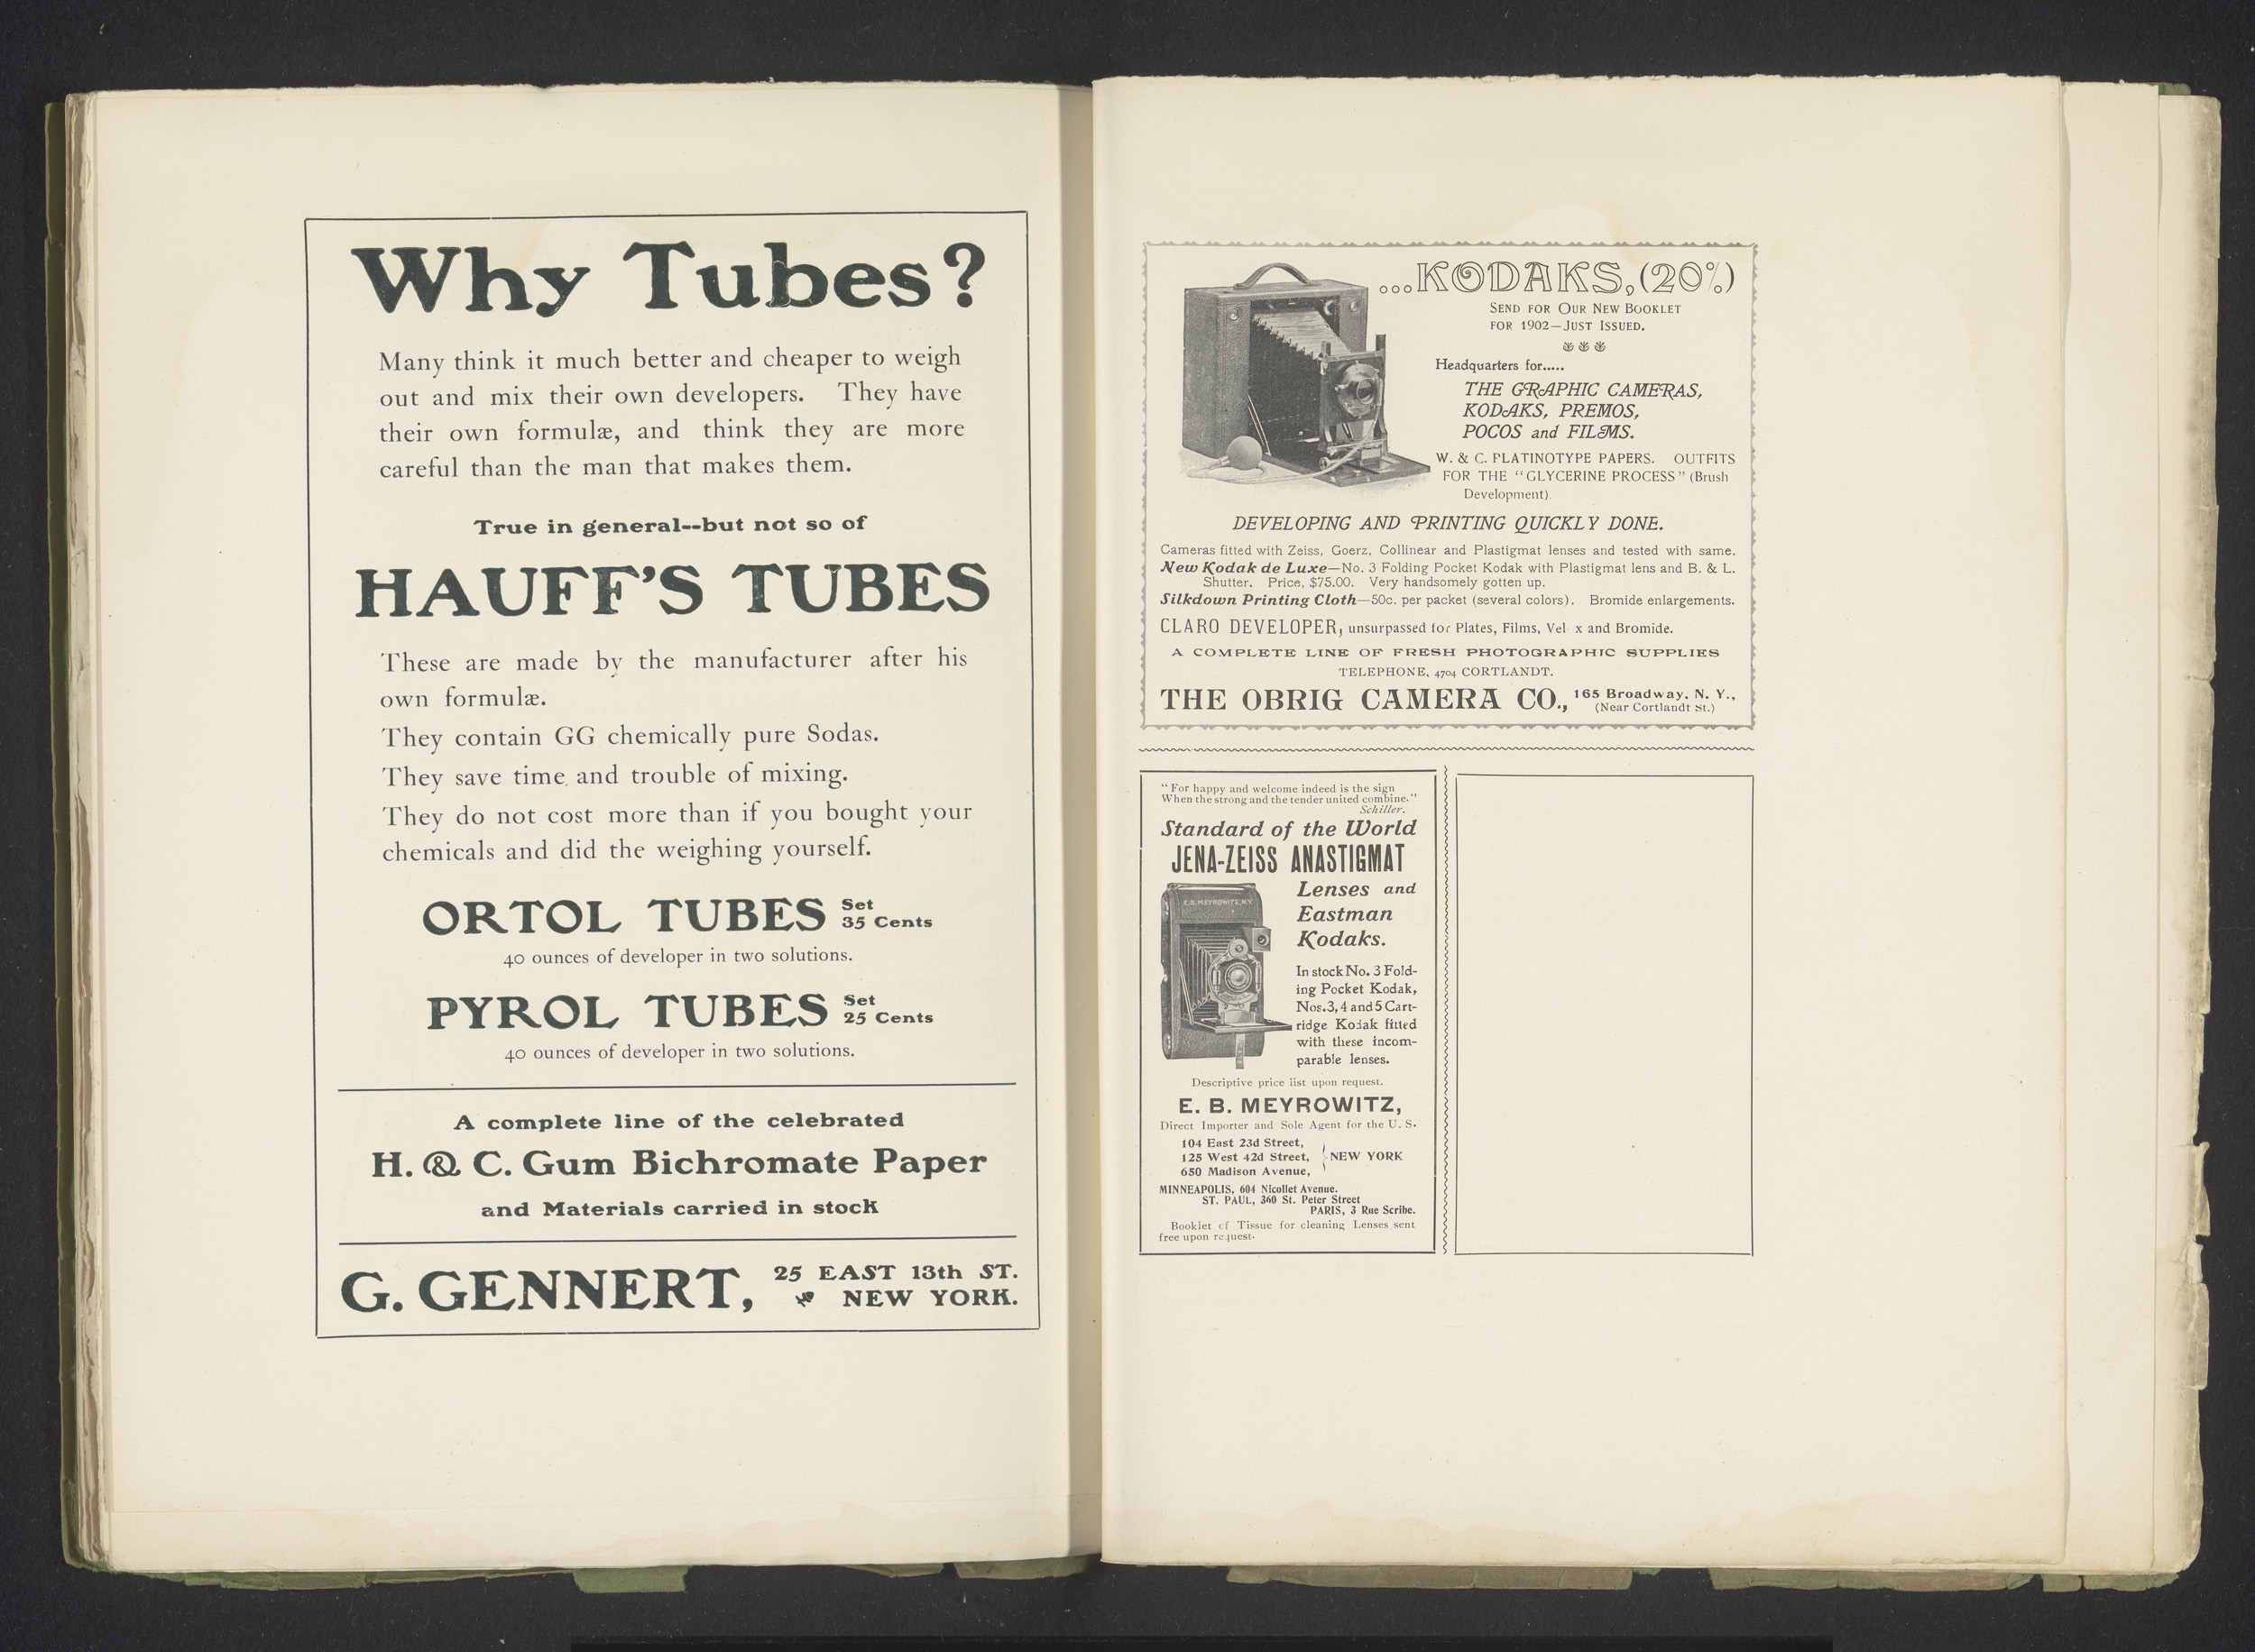 Why Tubes?
Many think it much better and cheaper to weigh
out and mix their own developers. They have
their own formulæ, and think they are more
careful than the man that makes them.
True in general--but not so of
HAUFF'S TUBES
These are made by the manufacturer after his
own formulæ.
They contain GG chemically pure Sodas.
They save time and trouble of mixing.
They do not cost more than if you bought your
chemicals and did the weighing yourself.
ORTOL TUBES Set
35 Cents
40 ounces of developer in two solutions.
PYROL TUBES Set
25 Cents
40 ounces of developer in two solutions.
A complete line of the celebrated
H. & C. Gum Bichromate Paper
and Materials carried in stock
G. GENNERT, 25 EAST 13th ST.
NEW YORK.
...KODAKS, (20%)
SEND FOR OUR NEW BOOKLET
FOR 1902—JUST ISSUED.
Headquarters for.....
THE GRAPHIC CAMERAS,
KODAKS, PREMOS,
POCOS and FILMS.
W. & C. PLATINOTYPE PAPERS. OUTFITS
FOR THE "GLYCERINE PROCESS" (Brush
Development).
DEVELOPING AND PRINTING QUICKLY DONE.
Cameras fitted with Zeiss, Goerz, Collinear and Plastigmat lenses and tested with same.
New Kodak de Luxe—No. 3 Folding Pocket Kodak with Plastigmat lens and B. & L.
Shutter. Price, $75.00. Very handsomely gotten up.
Silkdown Printing Cloth—50c. per packet (several colors). Bromide enlargements.
CLARO DEVELOPER, unsurpassed for Plates, Films, Vel x and Bromide.
A COMPLETE LINE OF FRESH PHOTOGRAPHIC SUPPLIES
TELEPHONE, 4704 CORTLANDT.
THE OBRIG CAMERA CO., 165 Broadway, N. Y.,
(Near Cortlandt St.)
"For happy and welcome indeed is the sign
When the strong and the tender united combine."
Schiller.
Standard of the World
JENA-ZEISS ANASTIGMAT
E.B. MEYROWITZ, N.Y.
Lenses and
Eastman
Kodaks.
In stock No. 3 Fold-
ing Pocket Kodak,
Nos. 3, 4 and 5 Cart-
ridge Kodak fitted
with these incom-
parable lenses.
Descriptive price list upon request.
E. B. MEYROWITZ,
Direct Importer and Sole Agent for the U. S.
104 East 23d Street,
125 West 42d Street, NEW YORK
650 Madison Avenue,
MINNEAPOLIS, 604 Nicollet Avenue.
ST. PAUL, 360 St. Peter Street
PARIS, 3 Rue Scribe.
Booklet of Tissue for cleaning Lenses sent
free upon request.